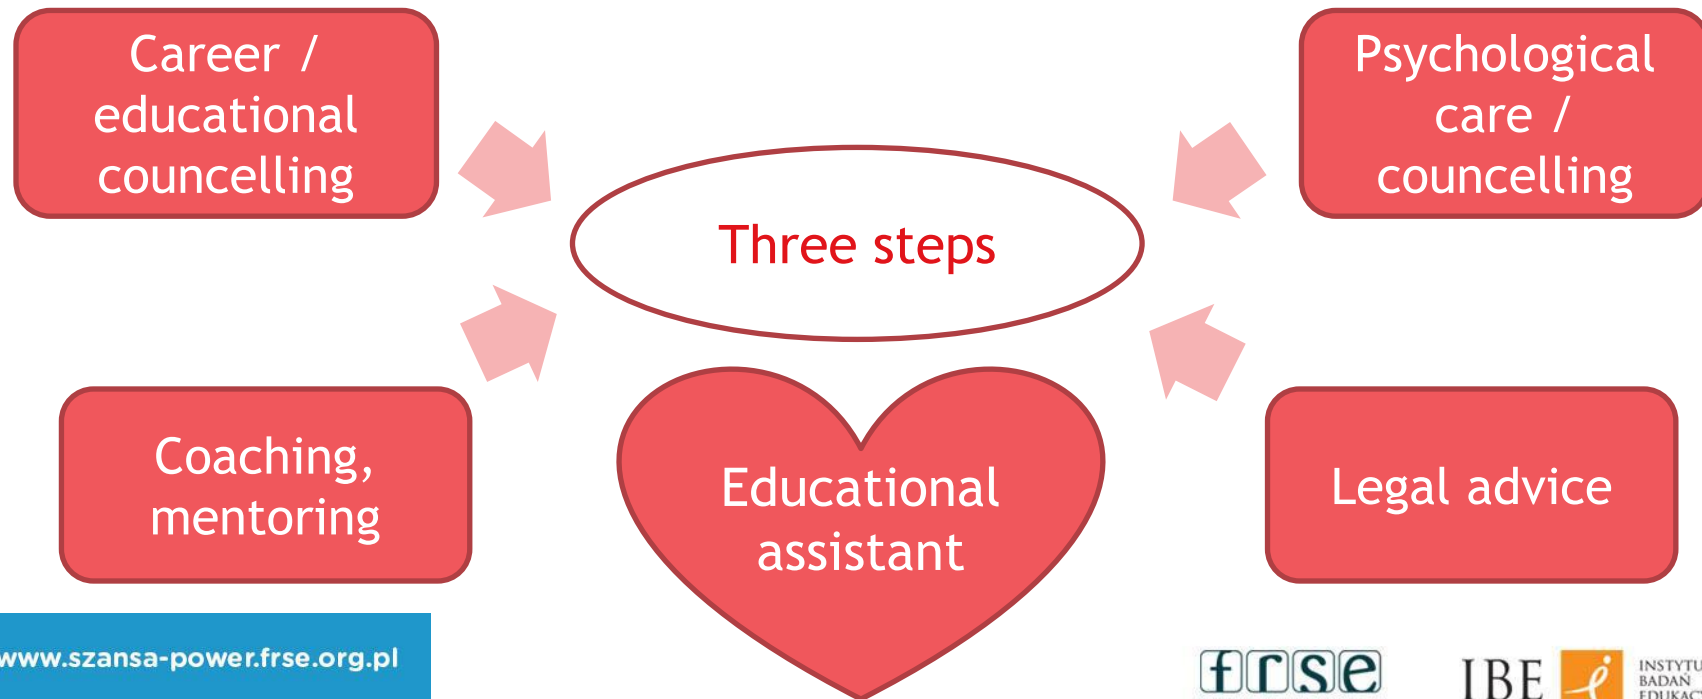 Career /
educational
councelling
Psychological
care /
councelling
Three steps
Coaching,
mentoring
Educational
assistant
Legal advice
www.szansa-power.frse.org.pl
frse
IBE
INSTYTU
BADAŃ
EDUKACY